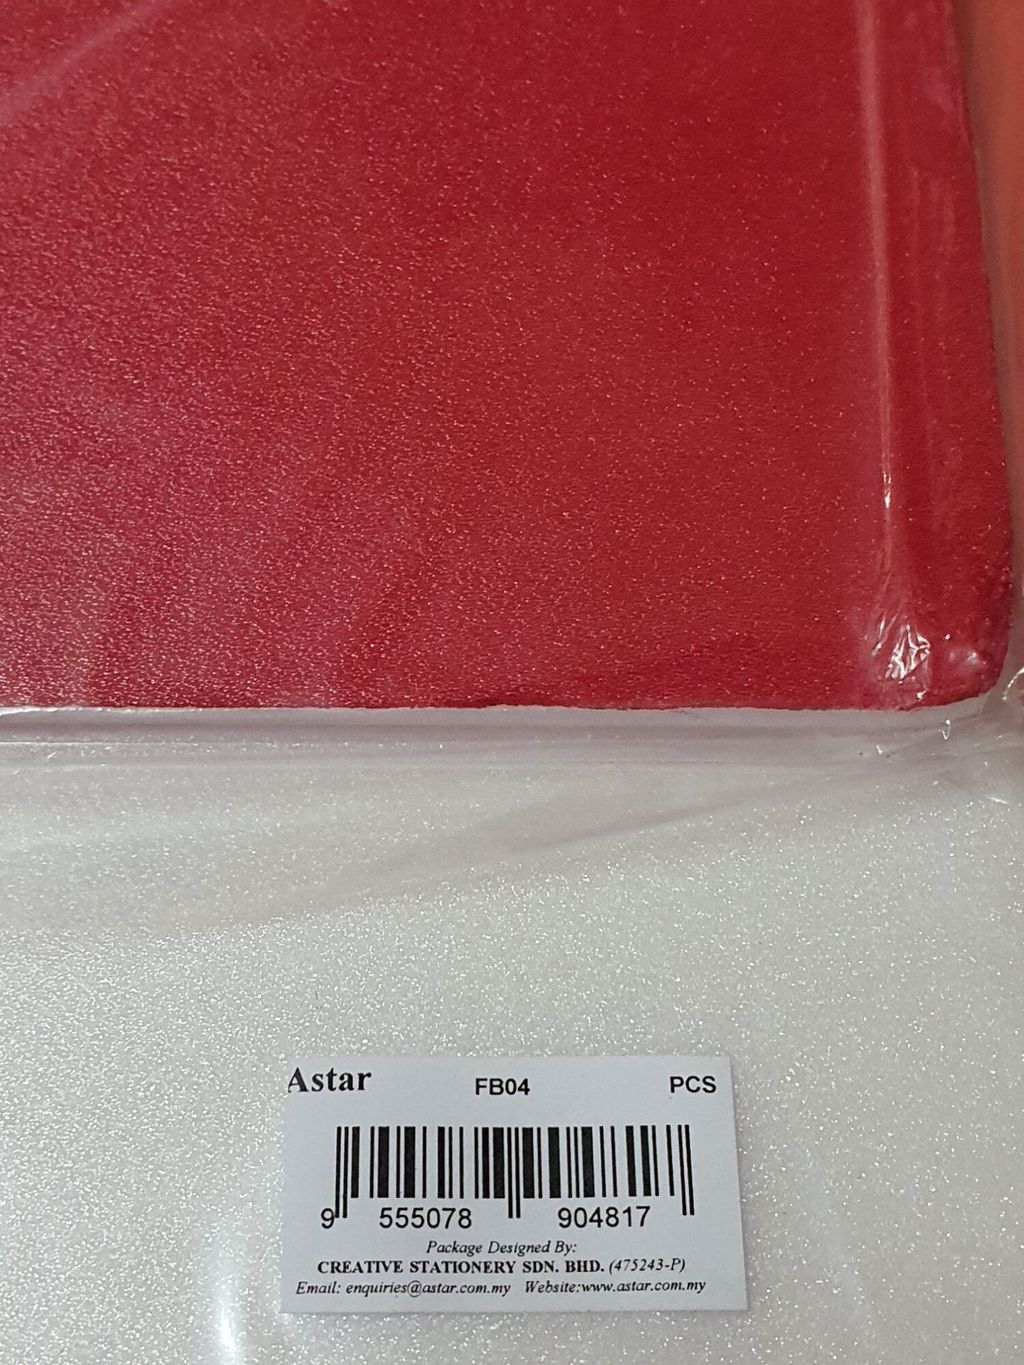 Astar FB04 PCS
9 555078 904817
Package Designed By:
CREATIVE STATIONERY SDN. BHD. (475243-P)
Email: enquiries@astar.com.my Website:www.astar.com.my